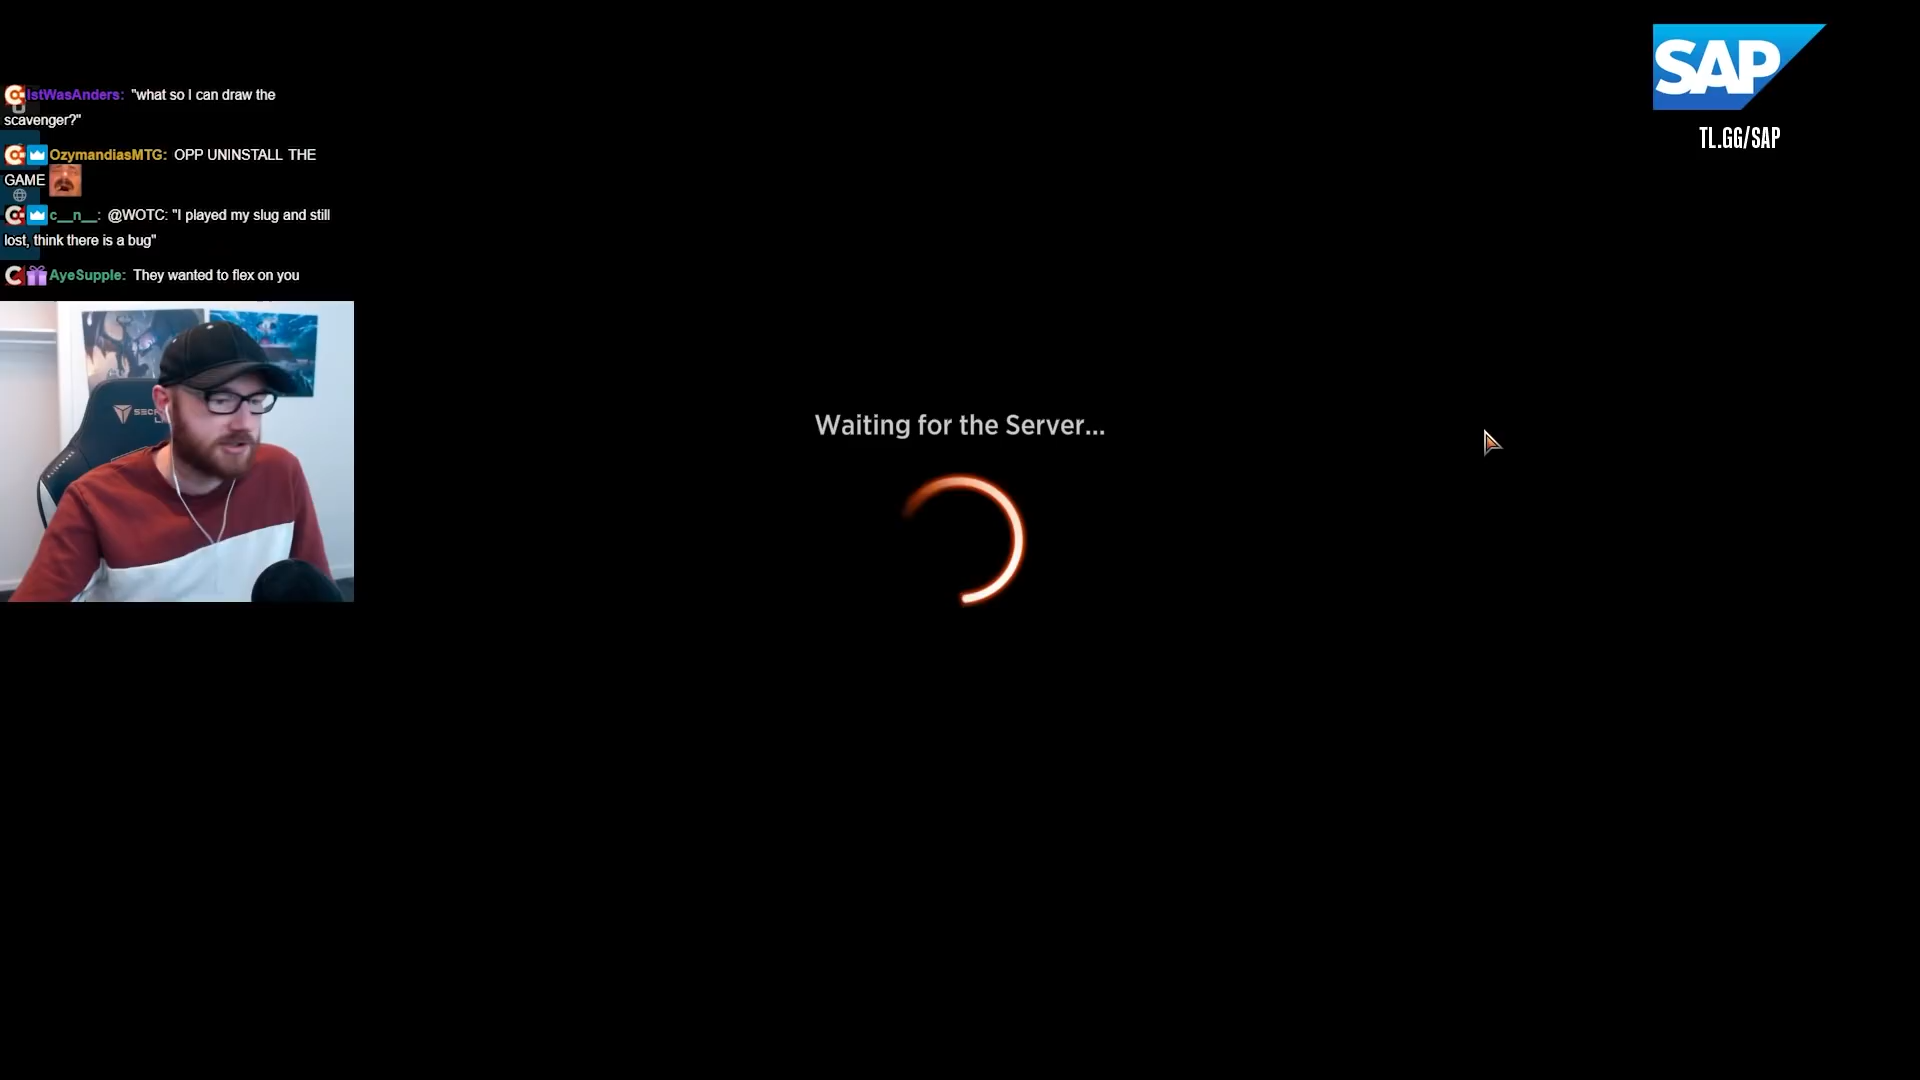 istWasAnders: "what so I can draw the
scavenger?"
OzymandiasMTG: OPP UNINSTALL THE
GAME
c__n__: @WOTC: "I played my slug and still
lost, think there is a bug"
AyeSupple: They wanted to flex on you
SAP
TL.GG/SAP
Waiting for the Server...